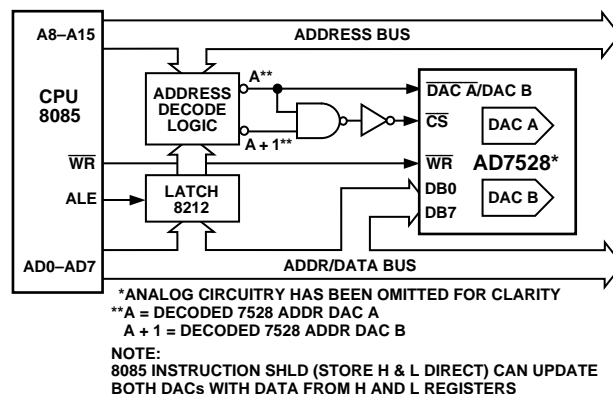 A8–A15
ADDRESS BUS
A**
CPU
8085
ADDRESS
DECODE
LOGIC
DAC A/DAC B
CS
DAC A
A + 1**
WR
WR
AD7528*
ALE
LATCH
8212
DB0
DB7
DAC B
AD0–AD7
ADDR/DATA BUS
*ANALOG CIRCUITRY HAS BEEN OMITTED FOR CLARITY
**A = DECODED 7528 ADDR DAC A
A + 1 = DECODED 7528 ADDR DAC B
NOTE:
8085 INSTRUCTION SHLD (STORE H & L DIRECT) CAN UPDATE
BOTH DACs WITH DATA FROM H AND L REGISTERS